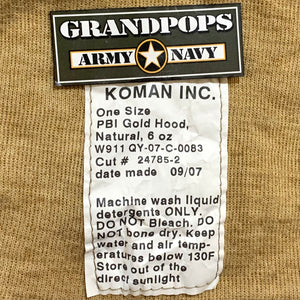 GRANDPOPS
ARMY NAVY
KOMAN INC.
One Size
PBI Gold Hood,
Natural, 6 oz
W911 QY-07-C-0083
Cut # 24785-2
date made 09/07
Machine wash liquid
detergents ONLY.
DO NOT Bleach. DO
NOT bone dry. Keep
water and air temp-
eratures below 130F
Store out of the
direct sunlight